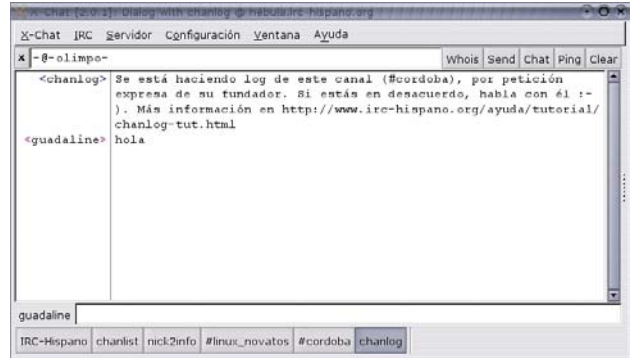 X-Chat [2.0.1]: Dialog with chanlog @ nebula.irc-hispano.org
X-Chat IRC Servidor Configuración Ventana Ayuda
x -@-olimpo- Whois Send Chat Ping Clear
<chanlog> Se está haciendo log de este canal (#cordoba), por petición
expresa de su fundador. Si estás en desacuerdo, habla con él :-
). Más información en http://www.irc-hispano.org/ayuda/tutorial/
chanlog-tut.html
<guadaline> hola
guadaline
IRC-Hispano chanlist nick2info #linux_novatos #cordoba chanlog